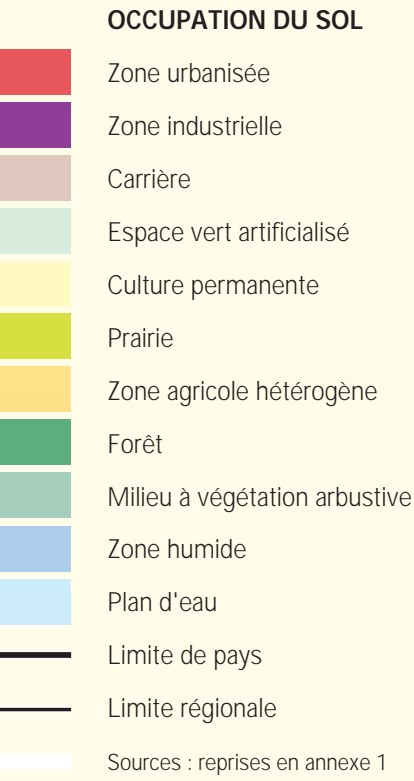 OCCUPATION DU SOL
Zone urbanisée
Zone industrielle
Carrière
Espace vert artificialisé
Culture permanente
Prairie
Zone agricole hétérogène
Forêt
Milieu à végétation arbustive
Zone humide
Plan d'eau
Limite de pays
Limite régionale
Sources : reprises en annexe 1